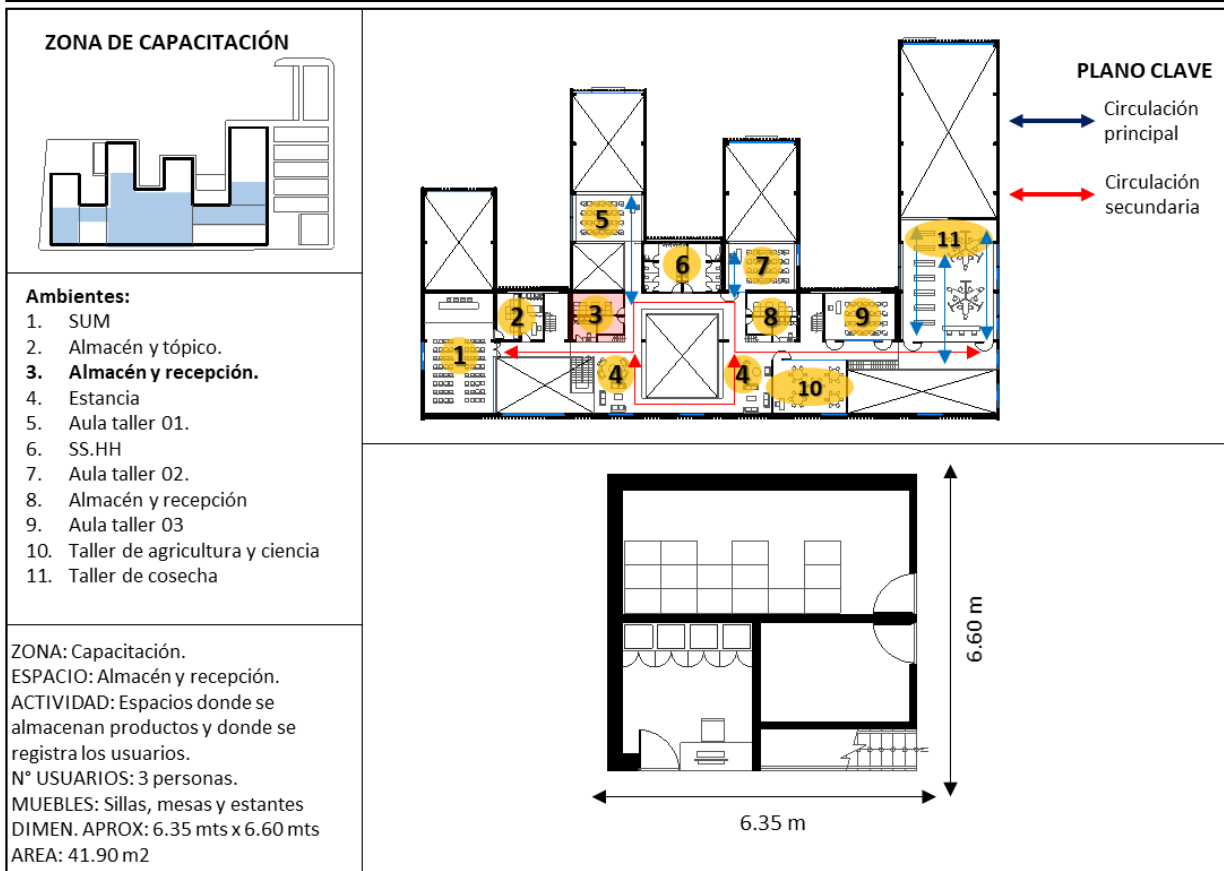 ZONA DE CAPACITACIÓN
Ambientes:
1. SUM
2. Almacén y tópico.
3. Almacén y recepción.
4. Estancia
5. Aula taller 01.
6. SS.HH
7. Aula taller 02.
8. Almacén y recepción
9. Aula taller 03
10. Taller de agricultura y ciencia
11. Taller de cosecha
ZONA: Capacitación.
ESPACIO: Almacén y recepción.
ACTIVIDAD: Espacios donde se
almacenan productos y donde se
registra los usuarios.
N° USUARIOS: 3 personas.
MUEBLES: Sillas, mesas y estantes
DIMEN. APROX: 6.35 mts x 6.60 mts
AREA: 41.90 m2
PLANO CLAVE
Circulación
principal
Circulación
secundaria
5
11
6
7
2
3
8
9
1
4
4
10
6.60 m
6.35 m